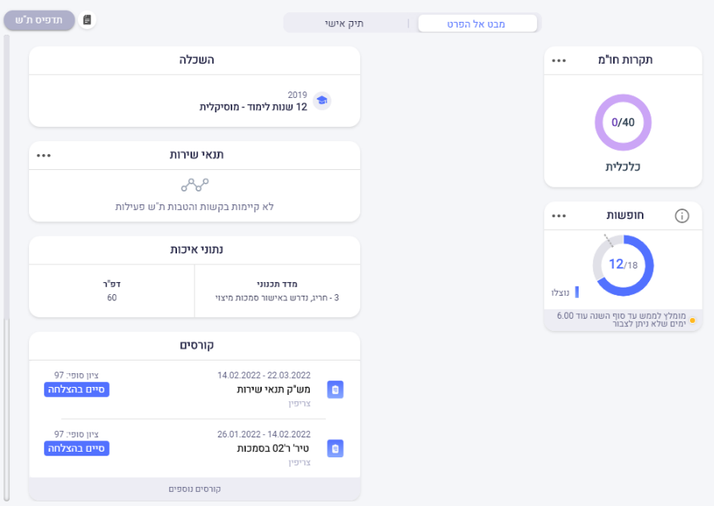 מבט אל הפרט
תיק אישי
תדפיס ת"ש
תקרות חו"מ
0/40
כלכלית
חופשות
12/18
נוצלו
מומלץ לממש עד סוף השנה עוד 6.00
ימים שלא ניתן לצבור
השכלה
2019
12 שנות לימוד - מוסיקלית
תנאי שירות
לא קיימות בקשות והטבות ת"ש פעילות
נתוני איכות
מדד תכנוני
3 - חריג, נדרש באישור סמכות מיצוי
דפ"ר
60
קורסים
14.02.2022 - 22.03.2022
מש"ק תנאי שירות
צריפין
ציון סופי: 97
סיים בהצלחה
26.01.2022 - 14.02.2022
טיר' ר'02 בסמכות
צריפין
ציון סופי: 97
סיים בהצלחה
קורסים נוספים